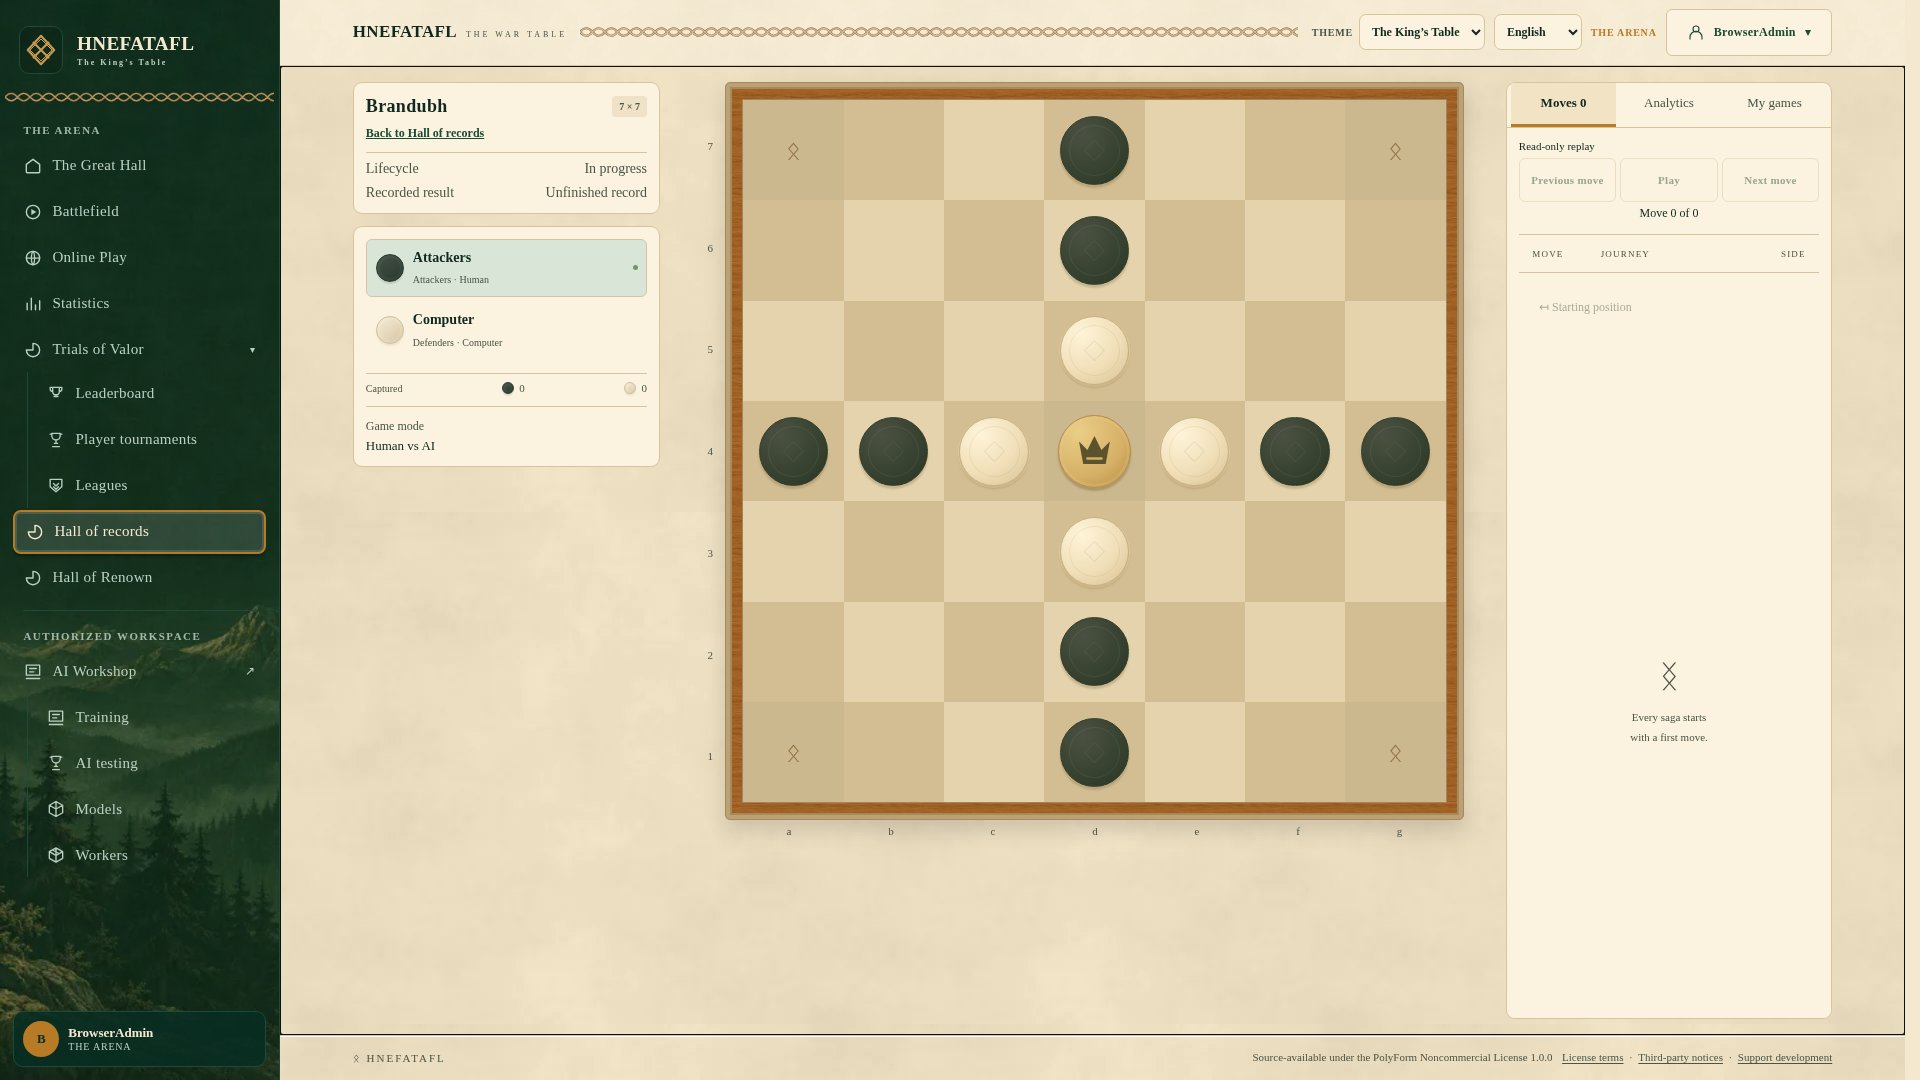 HNEFATAFL
The King's Table
THE ARENA
The Great Hall
Battlefield
Online Play
Statistics
Trials of Valor ▾
Leaderboard
Player tournaments
Leagues
Hall of records
Hall of Renown
AUTHORIZED WORKSPACE
AI Workshop ↗
Training
AI testing
Models
Workers
B
BrowserAdmin
THE ARENA
HNEFATAFL THE WAR TABLE
THEME The King's Table English THE ARENA BrowserAdmin ▾
Brandubh 7 × 7
Back to Hall of records
Lifecycle In progress
Recorded result Unfinished record
Attackers
Attackers · Human
Computer
Defenders · Computer
Captured 0 0
Game mode
Human vs AI
7
6
5
4
3
2
1
a b c d e f g
Moves 0 Analytics My games
Read-only replay
Previous move Play Next move
Move 0 of 0
MOVE JOURNEY SIDE
↤ Starting position
Every saga starts
with a first move.
ᛟ HNEFATAFL
Source-available under the PolyForm Noncommercial License 1.0.0 License terms · Third-party notices · Support development